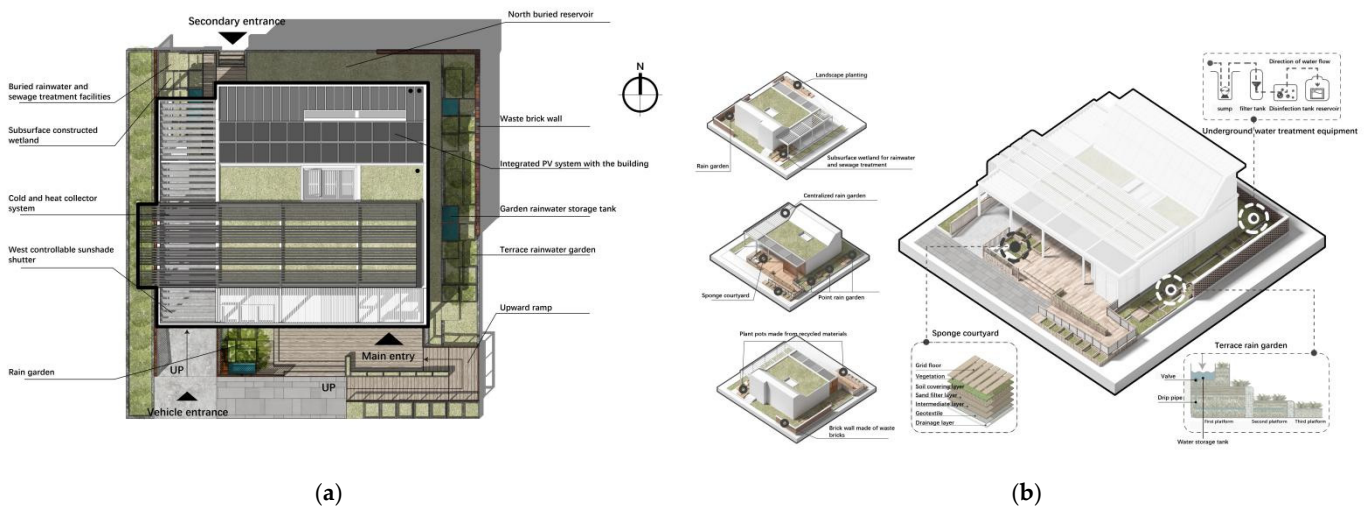 Secondary entrance
North buried reservoir
N
Buried rainwater and
sewage treatment facilities
Subsurface constructed
wetland
Cold and heat collector
system
West controllable sunshade
shutter
Rain garden
Waste brick wall
Integrated PV system with the building
Garden rainwater storage tank
Terrace rainwater garden
Upward ramp
Main entry
UP
UP
Vehicle entrance
(a)
Landscape planting
Rain garden
Subsurface wetland for rainwater
and sewage treatment
Centralized rain garden
Sponge courtyard
Point rain garden
Plant pots made from recycled materials
Brick wall made of waste
bricks
Direction of water flow
sump
filter tank
Disinfection tank
reservoir
Underground water treatment equipment
Sponge courtyard
Grid floor
Vegetation
Soil covering layer
Sand filter layer
Intermediate layer
Geotextile
Drainage layer
Terrace rain garden
Valve
Drip pipe
First platform
Second platform
Third platform
Water storage tank
(b)